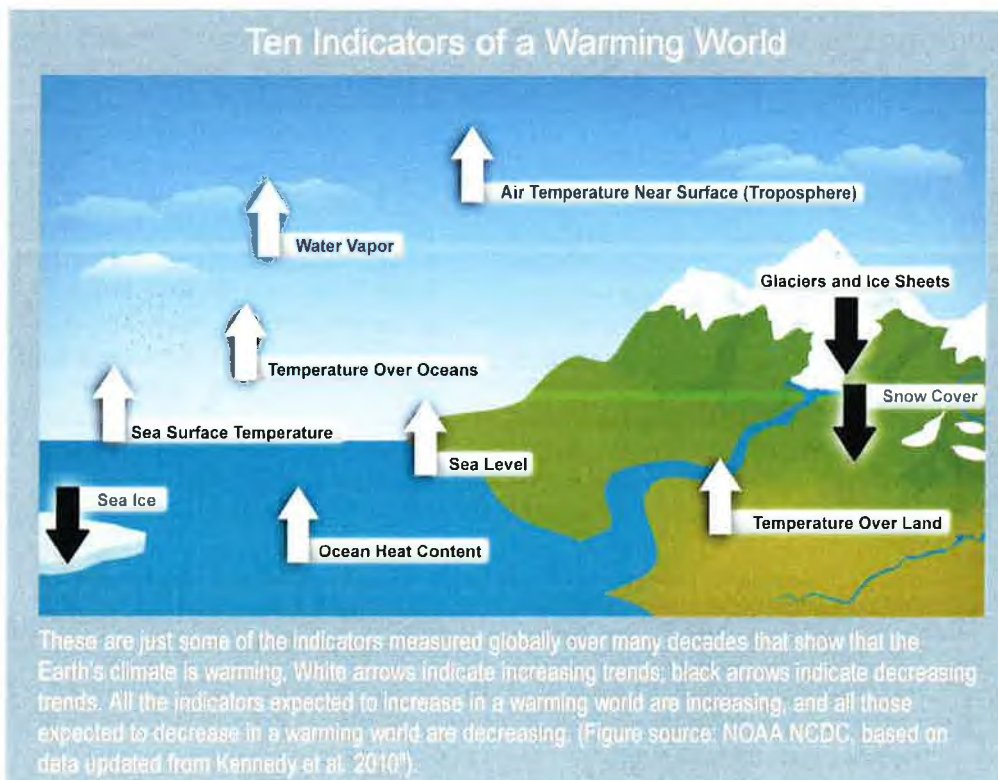 Ten Indicators of a Warming World
Air Temperature Near Surface (Troposphere)
Water Vapor
Glaciers and Ice Sheets
Temperature Over Oceans
Snow Cover
Sea Surface Temperature
Sea Level
Sea Ice
Temperature Over Land
Ocean Heat Content
These are just some of the indicators measured globally over many decades that show that the
Earth's climate is warming. White arrows indicate increasing trends; black arrows indicate decreasing
trends. All the indicators expected to increase in a warming world are increasing, and all those
expected to decrease in a warming world are decreasing. (Figure source: NOAA NCDC, based on
data updated from Kennedy et al. 2010).